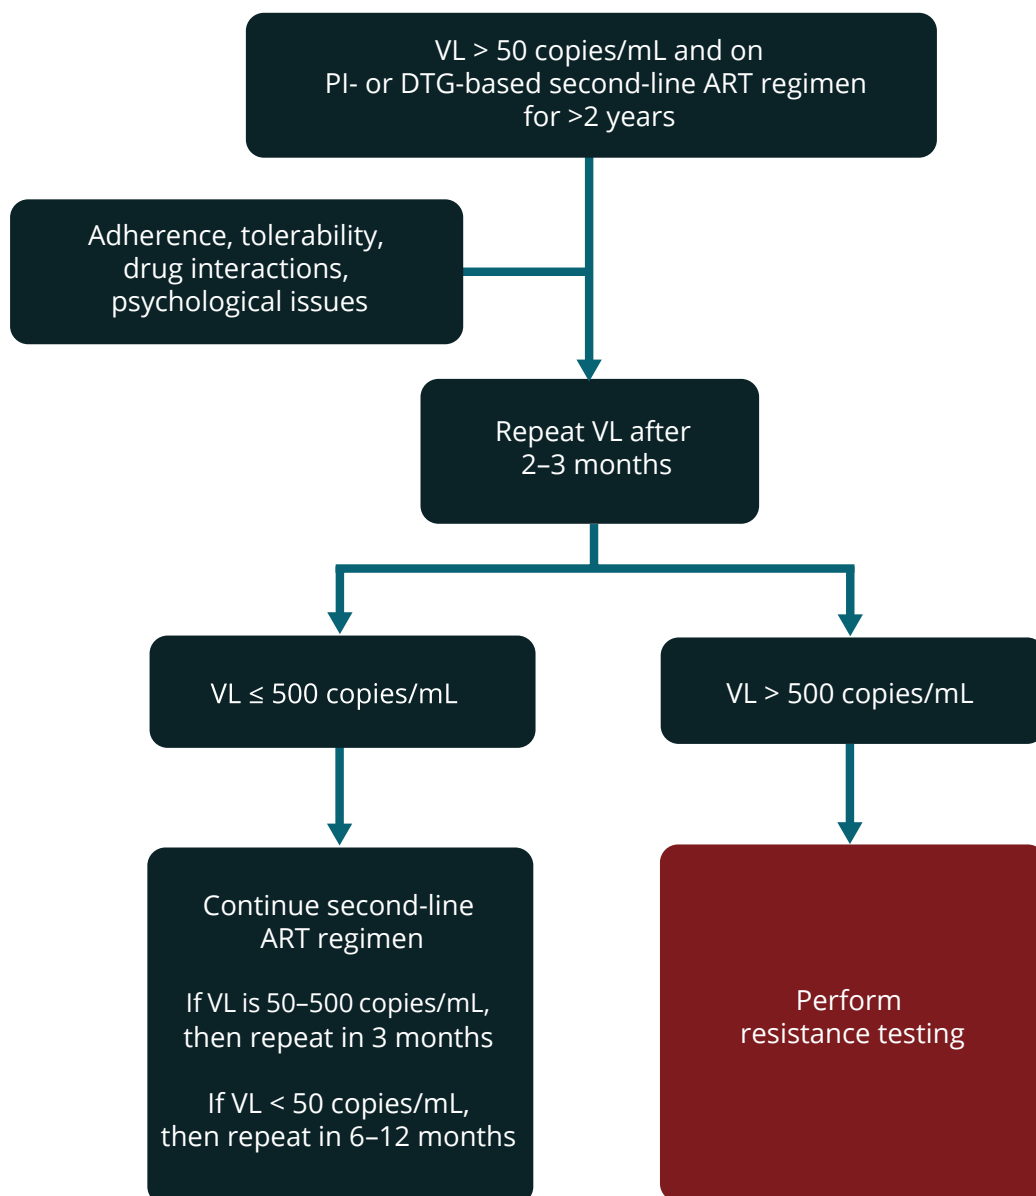 VL > 50 copies/mL and on
PI- or DTG-based second-line ART regimen
for >2 years
Adherence, tolerability,
drug interactions,
psychological issues
Repeat VL after
2–3 months
VL ≤ 500 copies/mL
VL > 500 copies/mL
Continue second-line
ART regimen
If VL is 50–500 copies/mL,
then repeat in 3 months
If VL < 50 copies/mL,
then repeat in 6–12 months
Perform
resistance testing